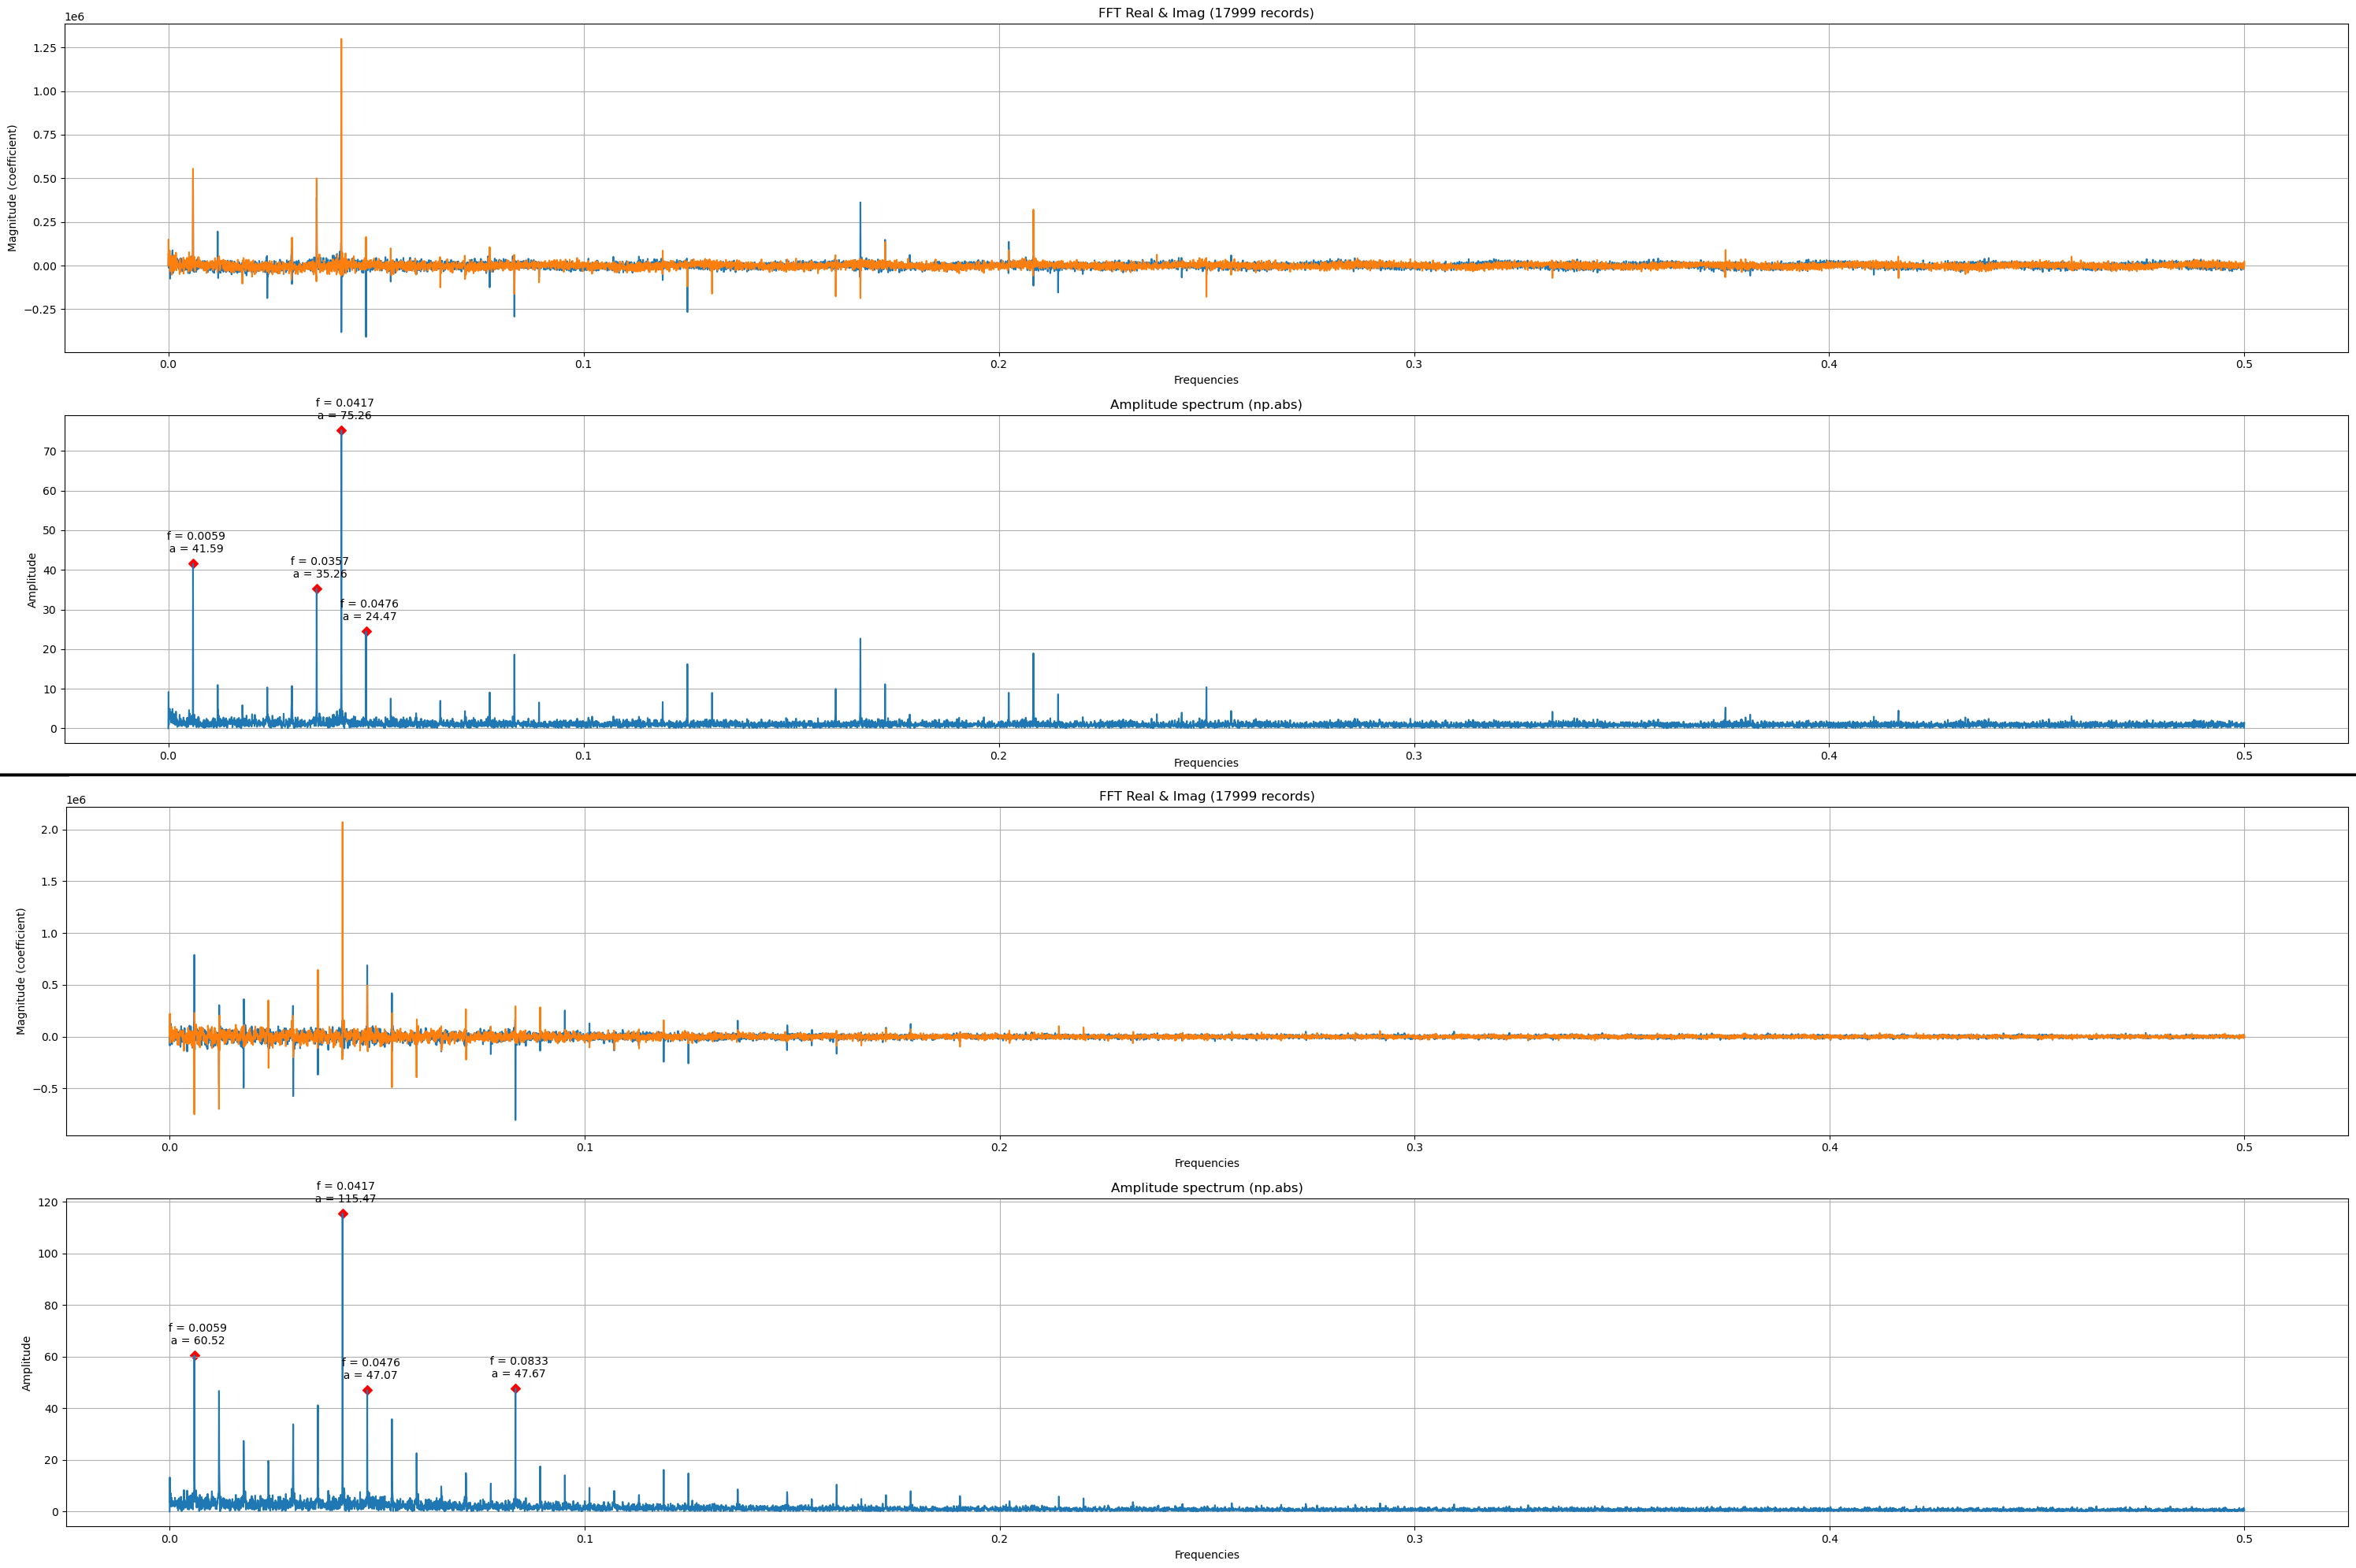 FFT Real & Imag (17999 records)
1e6
Magnitude (coefficient)
1.25
1.00
0.75
0.50
0.25
0.00
−0.25
0.0 0.1 0.2 0.3 0.4 0.5
Frequencies
Amplitude spectrum (np.abs)
f = 0.0417
a = 75.26
f = 0.0059
a = 41.59
f = 0.0357
a = 35.26
f = 0.0476
a = 24.47
Amplitude
70
60
50
40
30
20
10
0
0.0 0.1 0.2 0.3 0.4 0.5
Frequencies
FFT Real & Imag (17999 records)
1e6
Magnitude (coefficient)
2.0
1.5
1.0
0.5
0.0
−0.5
0.0 0.1 0.2 0.3 0.4 0.5
Frequencies
Amplitude spectrum (np.abs)
f = 0.0417
a = 115.47
f = 0.0059
a = 60.52
f = 0.0476
a = 47.07
f = 0.0833
a = 47.67
Amplitude
120
100
80
60
40
20
0
0.0 0.1 0.2 0.3 0.4 0.5
Frequencies